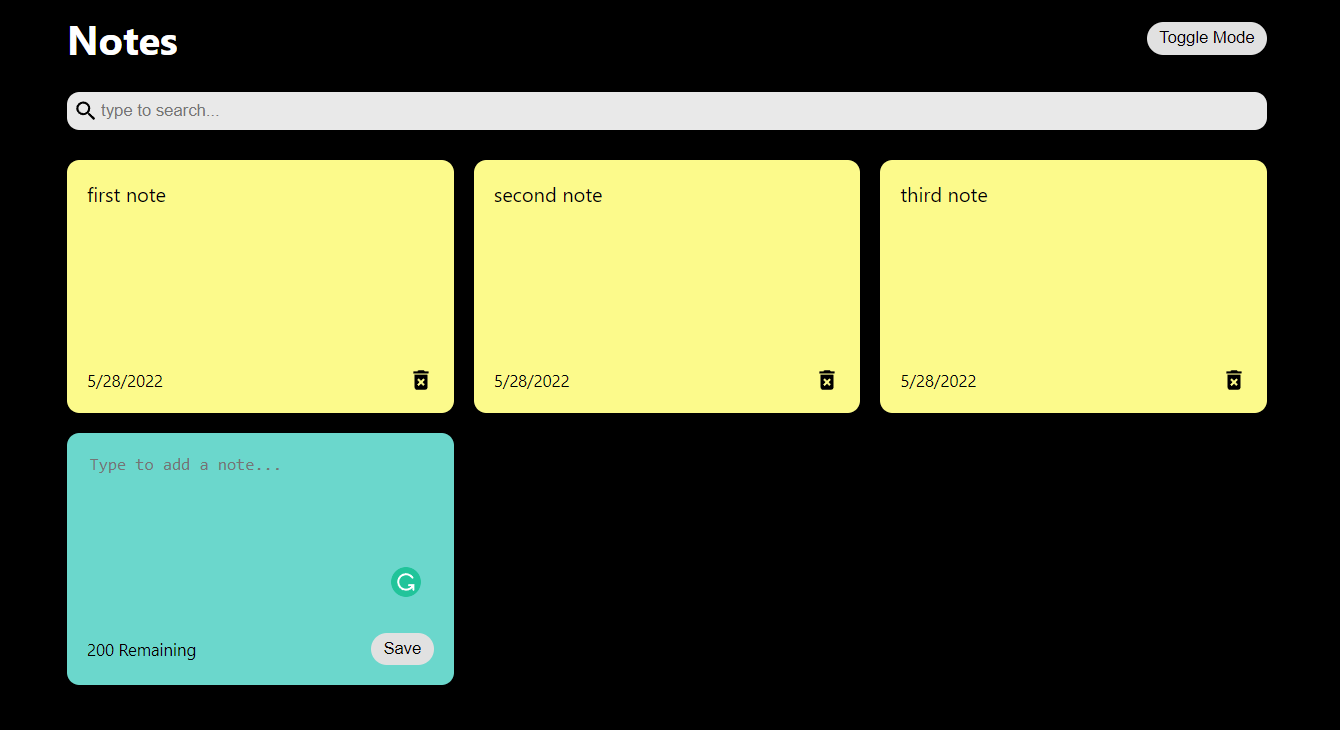 Notes
Toggle Mode
type to search...
first note
second note
third note
5/28/2022
5/28/2022
5/28/2022
Type to add a note...
200 Remaining
Save